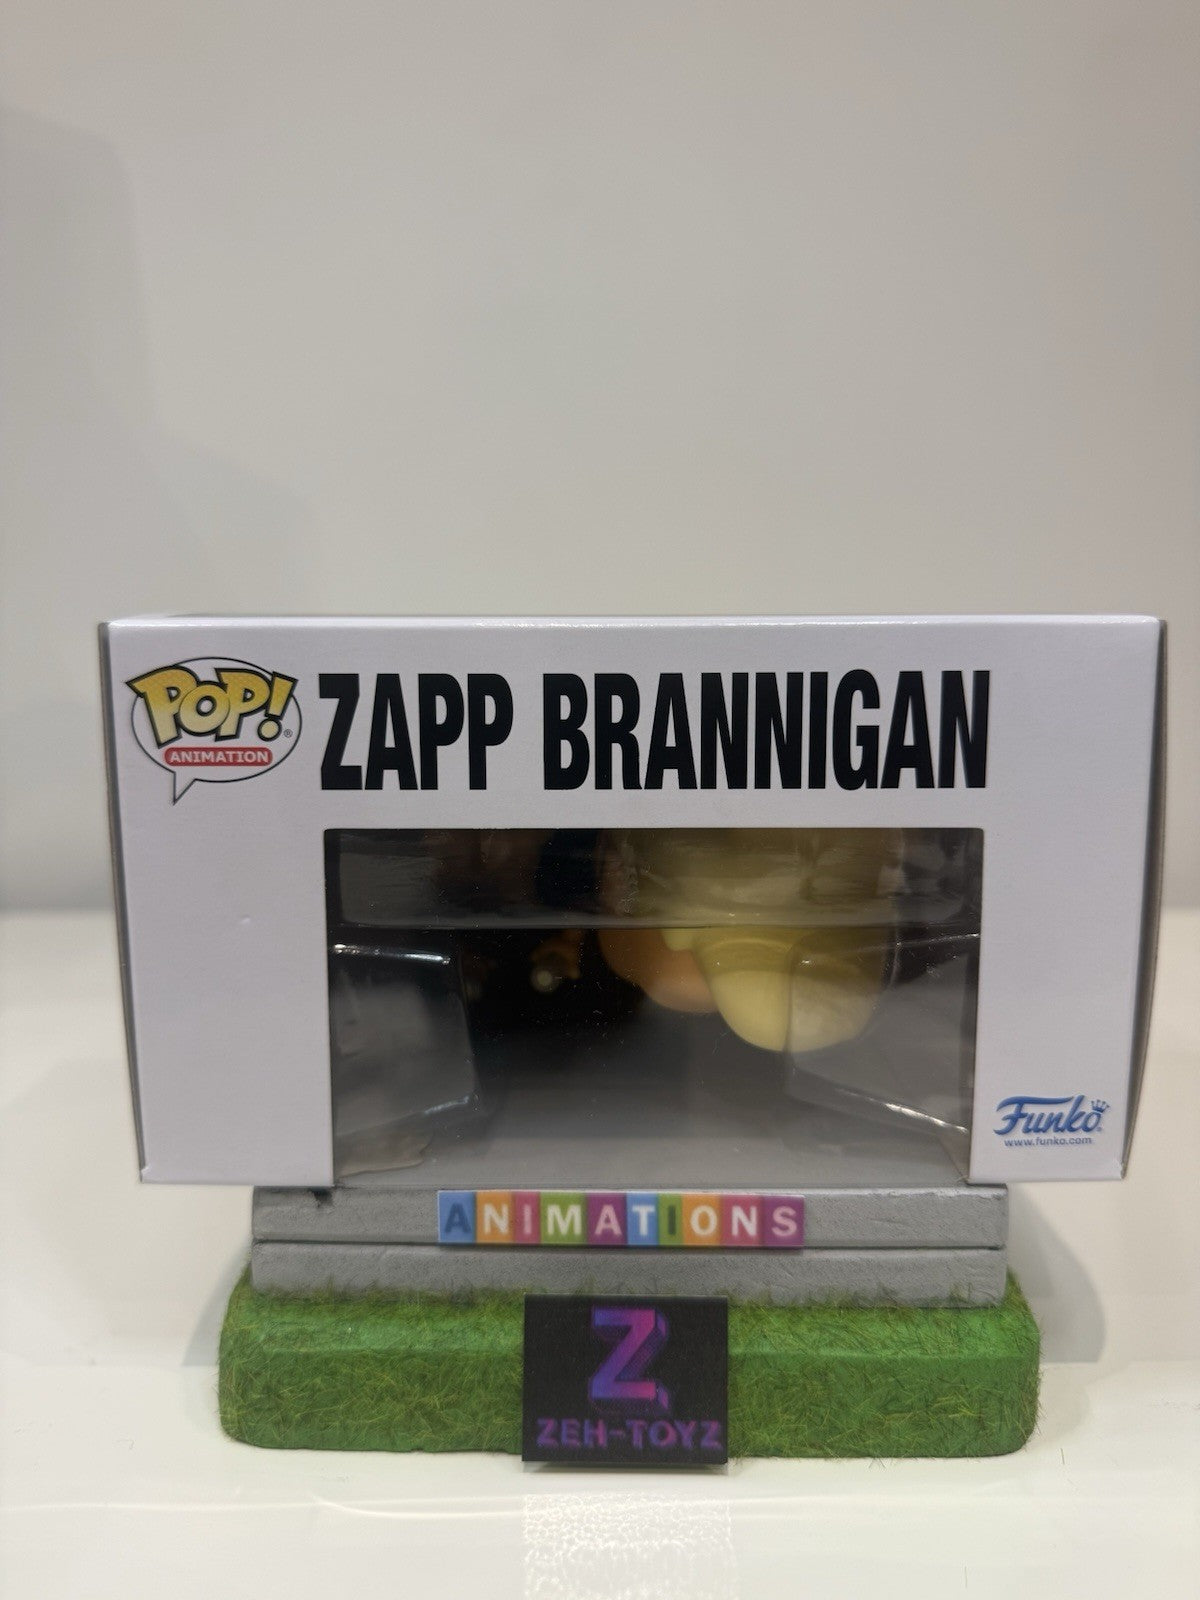 POP!
ANIMATION
ZAPP BRANNIGAN
Funko
www.funko.com
ANIMATIONS
Z
ZEH-TOYZ